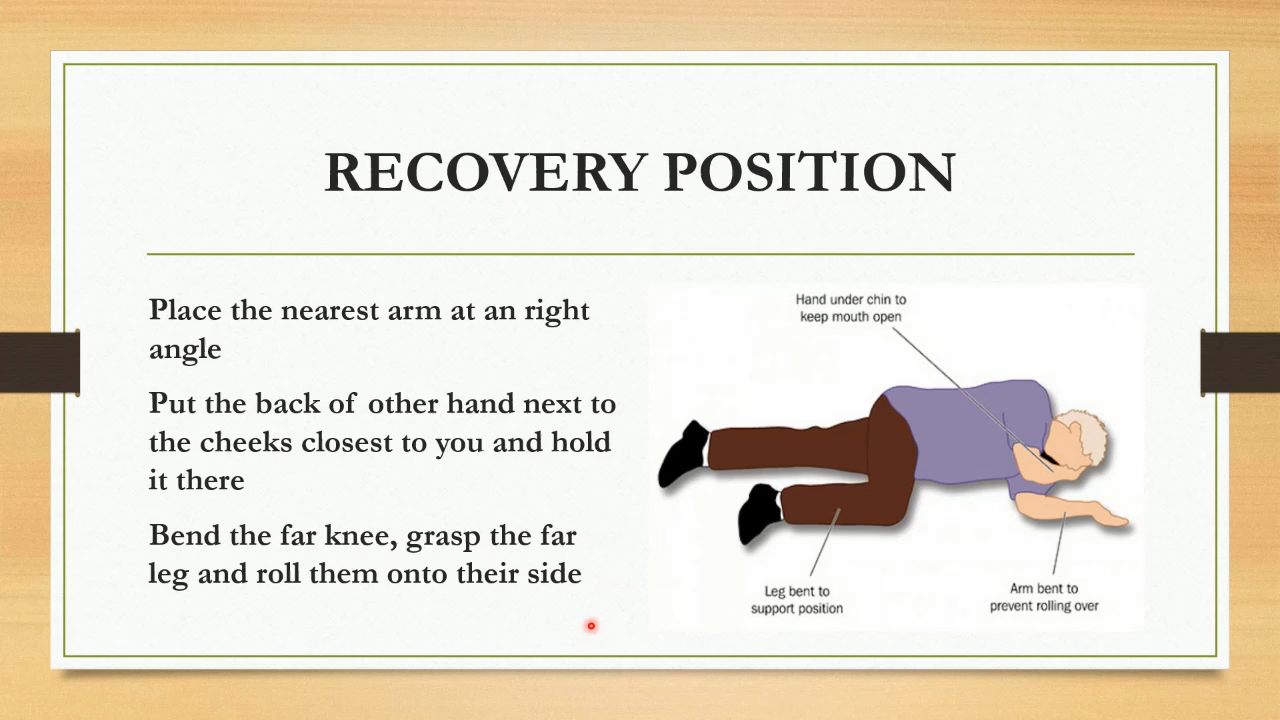 RECOVERY POSITION
Place the nearest arm at an right
angle
Put the back of other hand next to
the cheeks closest to you and hold
it there
Bend the far knee, grasp the far
leg and roll them onto their side
Hand under chin to
keep mouth open
Leg bent to
support position
Arm bent to
prevent rolling over